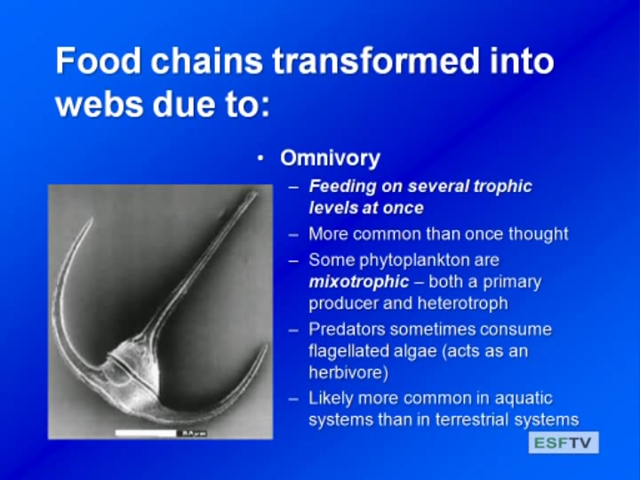 Food chains transformed into
webs due to:
• Omnivory
– Feeding on several trophic
levels at once
– More common than once thought
– Some phytoplankton are
mixotrophic – both a primary
producer and heterotroph
– Predators sometimes consume
flagellated algae (acts as an
herbivore)
– Likely more common in aquatic
systems than in terrestrial systems
ESFTV